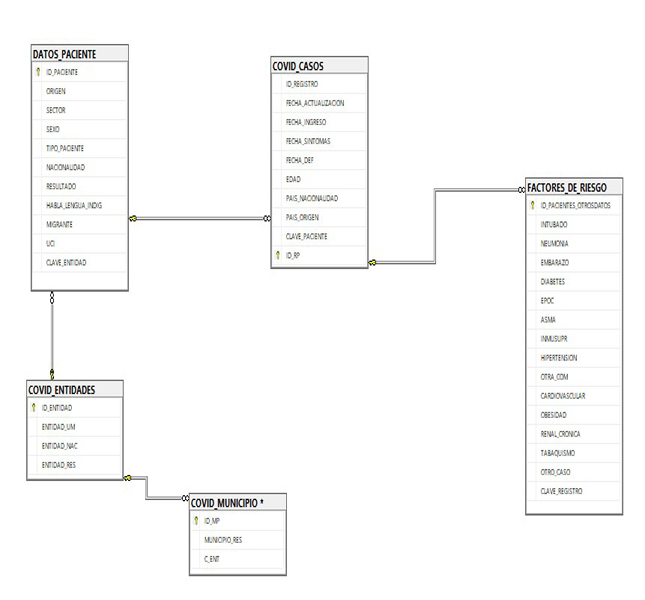 DATOS_PACIENTE
ID_PACIENTE
ORIGEN
SECTOR
SEXO
TIPO_PACIENTE
NACIONALIDAD
RESULTADO
HABLA_LENGUA_INDIG
MIGRANTE
UCI
CLAVE_ENTIDAD
COVID_CASOS
ID_REGISTRO
FECHA_ACTUALIZACION
FECHA_INGRESO
FECHA_SINTOMAS
FECHA_DEF
EDAD
PAIS_NACIONALIDAD
PAIS_ORIGEN
CLAVE_PACIENTE
ID_RP
FACTORES_DE_RIESGO
ID_PACIENTES_OTROSDATOS
INTUBADO
NEUMONIA
EMBARAZO
DIABETES
EPOC
ASMA
INMUSUPR
HIPERTENSION
OTRA_COM
CARDIOVASCULAR
OBESIDAD
RENAL_CRONICA
TABAQUISMO
OTRO_CASO
CLAVE_REGISTRO
COVID_ENTIDADES
ID_ENTIDAD
ENTIDAD_UM
ENTIDAD_NAC
ENTIDAD_RES
COVID_MUNICIPIO *
ID_MP
MUNICIPIO_RES
C_ENT